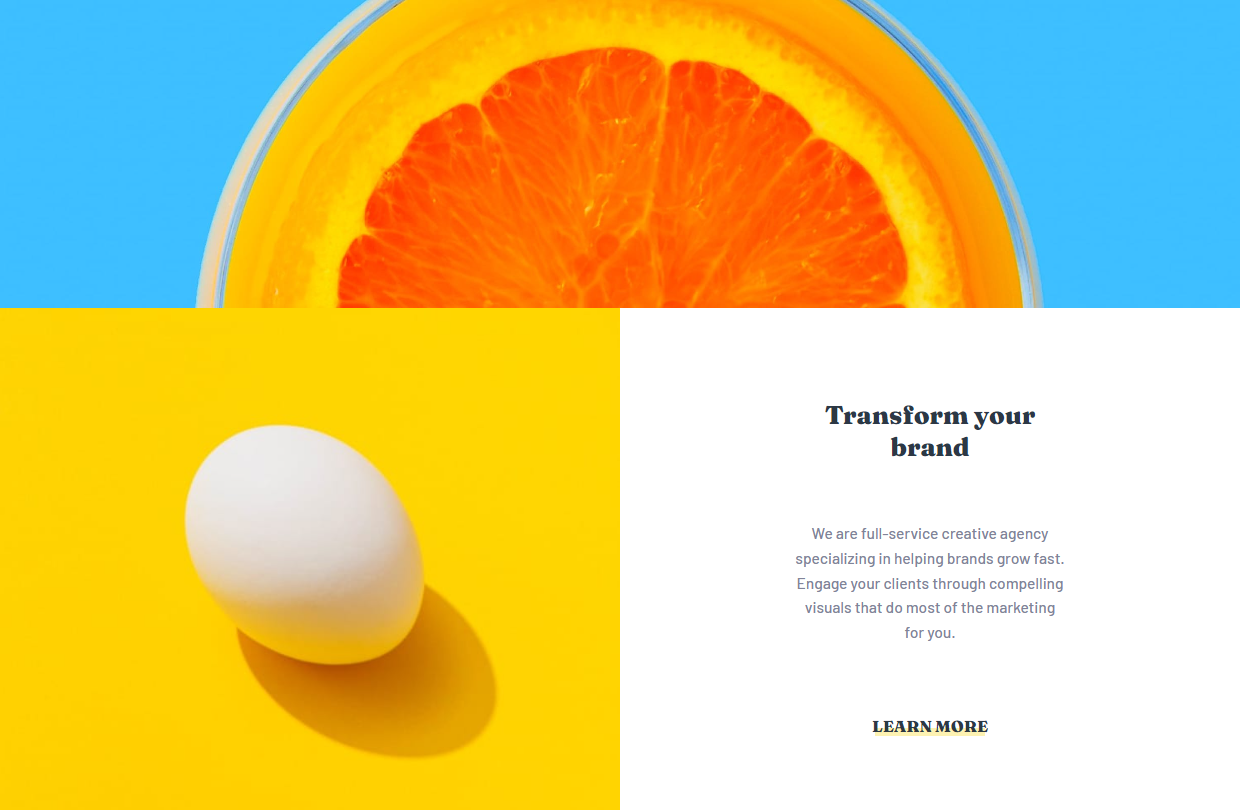 Transform your
brand
We are full-service creative agency
specializing in helping brands grow fast.
Engage your clients through compelling
visuals that do most of the marketing
for you.
LEARN MORE